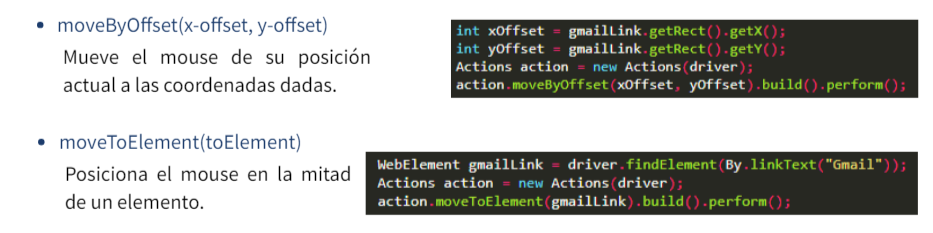 • moveByOffset(x-offset, y-offset)
Mueve el mouse de su posición
actual a las coordenadas dadas.
int xOffset = gmailLink.getRect().getX();
int yOffset = gmailLink.getRect().getY();
Actions action = new Actions(driver);
action.moveByOffset(xOffset, yOffset).build().perform();
• moveToElement(toElement)
Posiciona el mouse en la mitad
de un elemento.
WebElement gmailLink = driver.findElement(By.linkText("Gmail"));
Actions action = new Actions(driver);
action.moveToElement(gmailLink).build().perform();